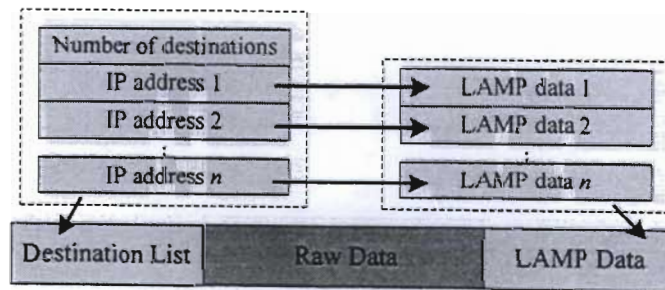 Number of destinations
IP address 1
IP address 2
⋮
IP address n
LAMP data 1
LAMP data 2
⋮
LAMP data n
Destination List
Raw Data
LAMP Data